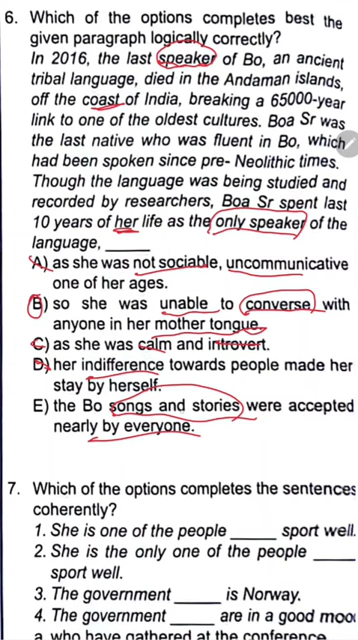 6. Which of the options completes best the
given paragraph logically correctly?
In 2016, the last speaker of Bo, an ancient
tribal language, died in the Andaman islands,
off the coast of India, breaking a 65000-year
link to one of the oldest cultures. Boa Sr was
the last native who was fluent in Bo, which
had been spoken since pre- Neolithic times.
Though the language was being studied and
recorded by researchers, Boa Sr spent last
10 years of her life as the only speaker of the
language, ______
A) as she was not sociable, uncommunicative
one of her ages.
B) so she was unable to converse with
anyone in her mother tongue.
C) as she was calm and introvert.
D) her indifference towards people made her
stay by herself.
E) the Bo songs and stories were accepted
nearly by everyone.
7. Which of the options completes the sentences
coherently?
1. She is one of the people ______ sport well.
2. She is the only one of the people ______
sport well.
3. The government ______ is Norway.
4. The government ______ are in a good moo
a. who have gathered at the conference